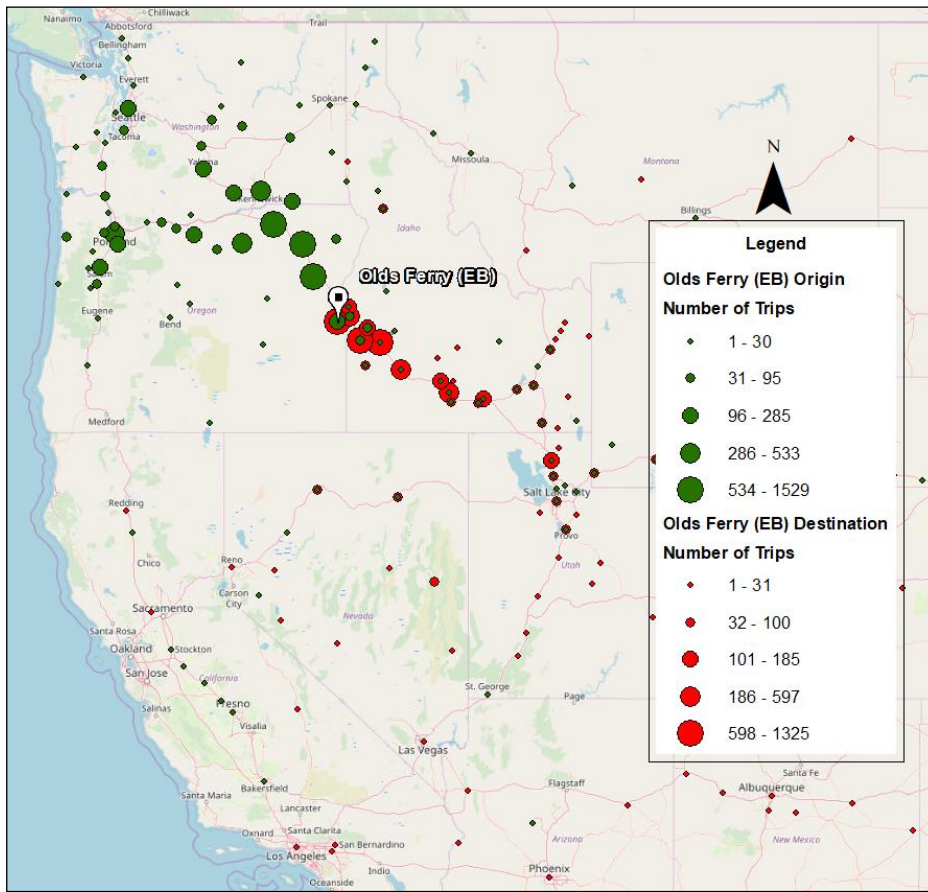 Nanaimo
Chilliwack
Abbotsford
Trail
Bellingham
Victoria
Everett
Seattle
Spokane
Washington
Tacoma
Missoula
Montana
N
Yakima
Kennewick
Billings
Idaho
Portland
Salem
Olds Ferry (EB)
Eugene
Bend
Oregon
Medford
Salt Lake City
Provo
Utah
Redding
Chico
Reno
Carson
City
Nevada
Sacramento
Santa Rosa
Oakland
Stockton
San Jose
California
Salinas
Fresno
Visalia
St. George
Page
Las Vegas
Bakersfield
Santa Maria
Lancaster
Oxnard
Santa Clarita
Los Angeles
San Bernardino
Oceanside
Indio
Flagstaff
Arizona
Phoenix
Santa Fe
Albuquerque
New Mexico
Legend
Olds Ferry (EB) Origin
Number of Trips
1 - 30
31 - 95
96 - 285
286 - 533
534 - 1529
Olds Ferry (EB) Destination
Number of Trips
1 - 31
32 - 100
101 - 185
186 - 597
598 - 1325